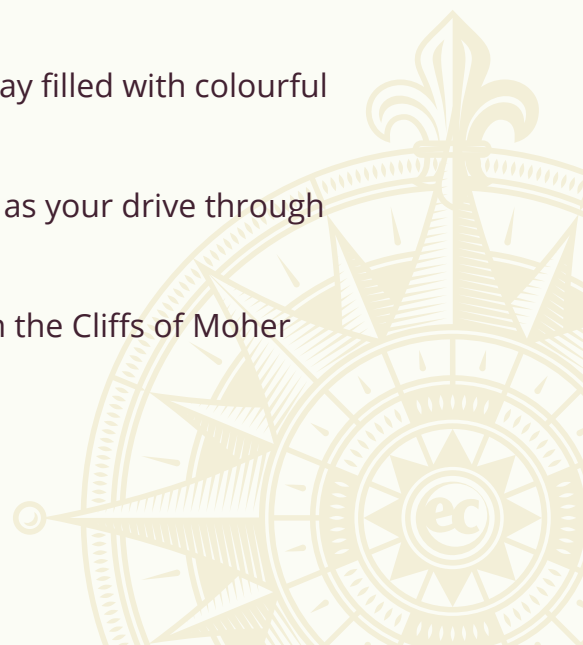 ay filled with colourful
as your drive through
the Cliffs of Moher
ec